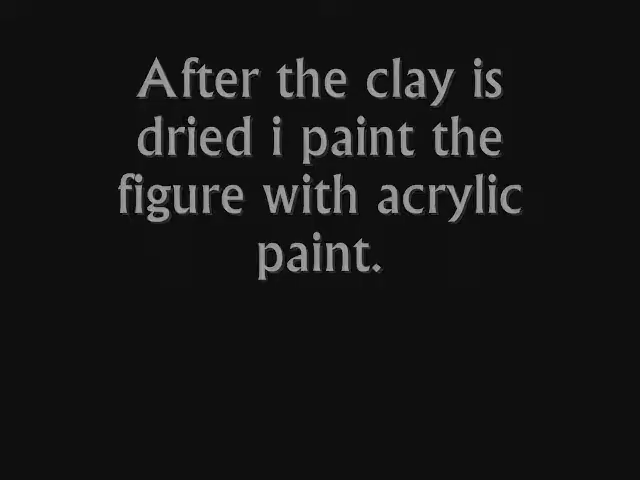 After the clay is
dried i paint the
figure with acrylic
paint.